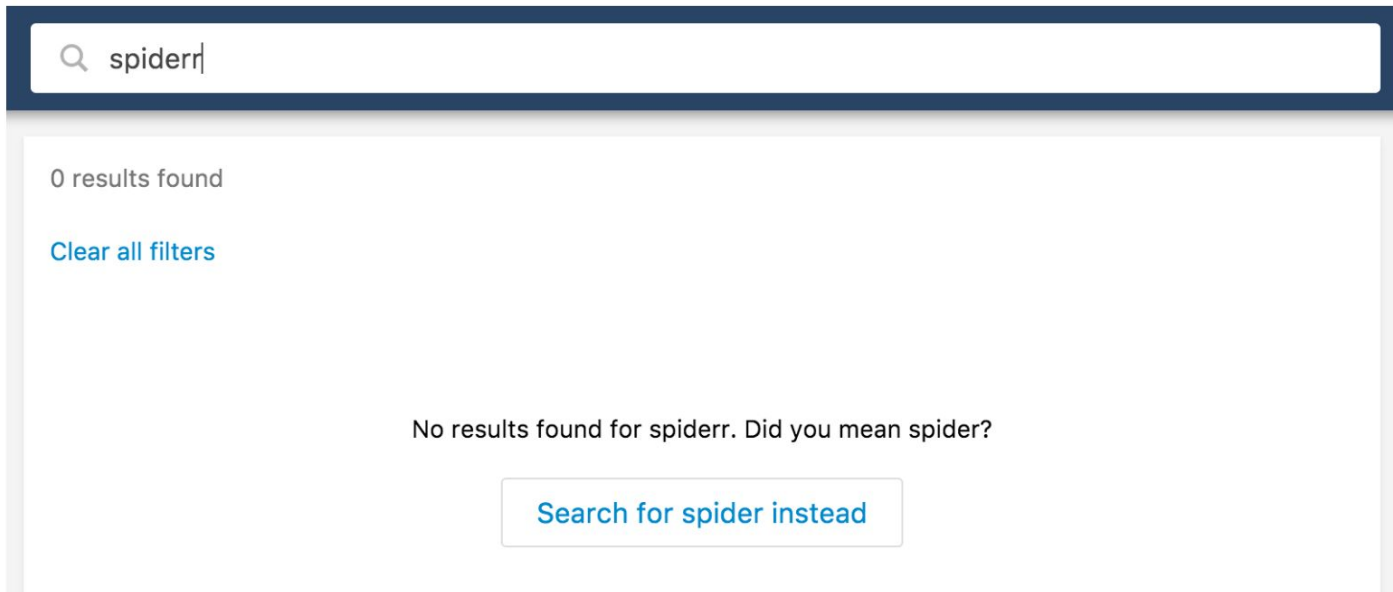 spiderr
0 results found
Clear all filters
No results found for spiderr. Did you mean spider?
Search for spider instead